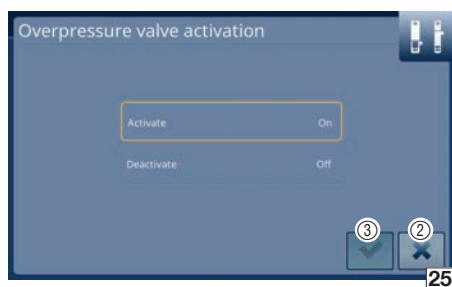 Overpressure valve activation
Activate On
Deactivate Off
③ ②
25